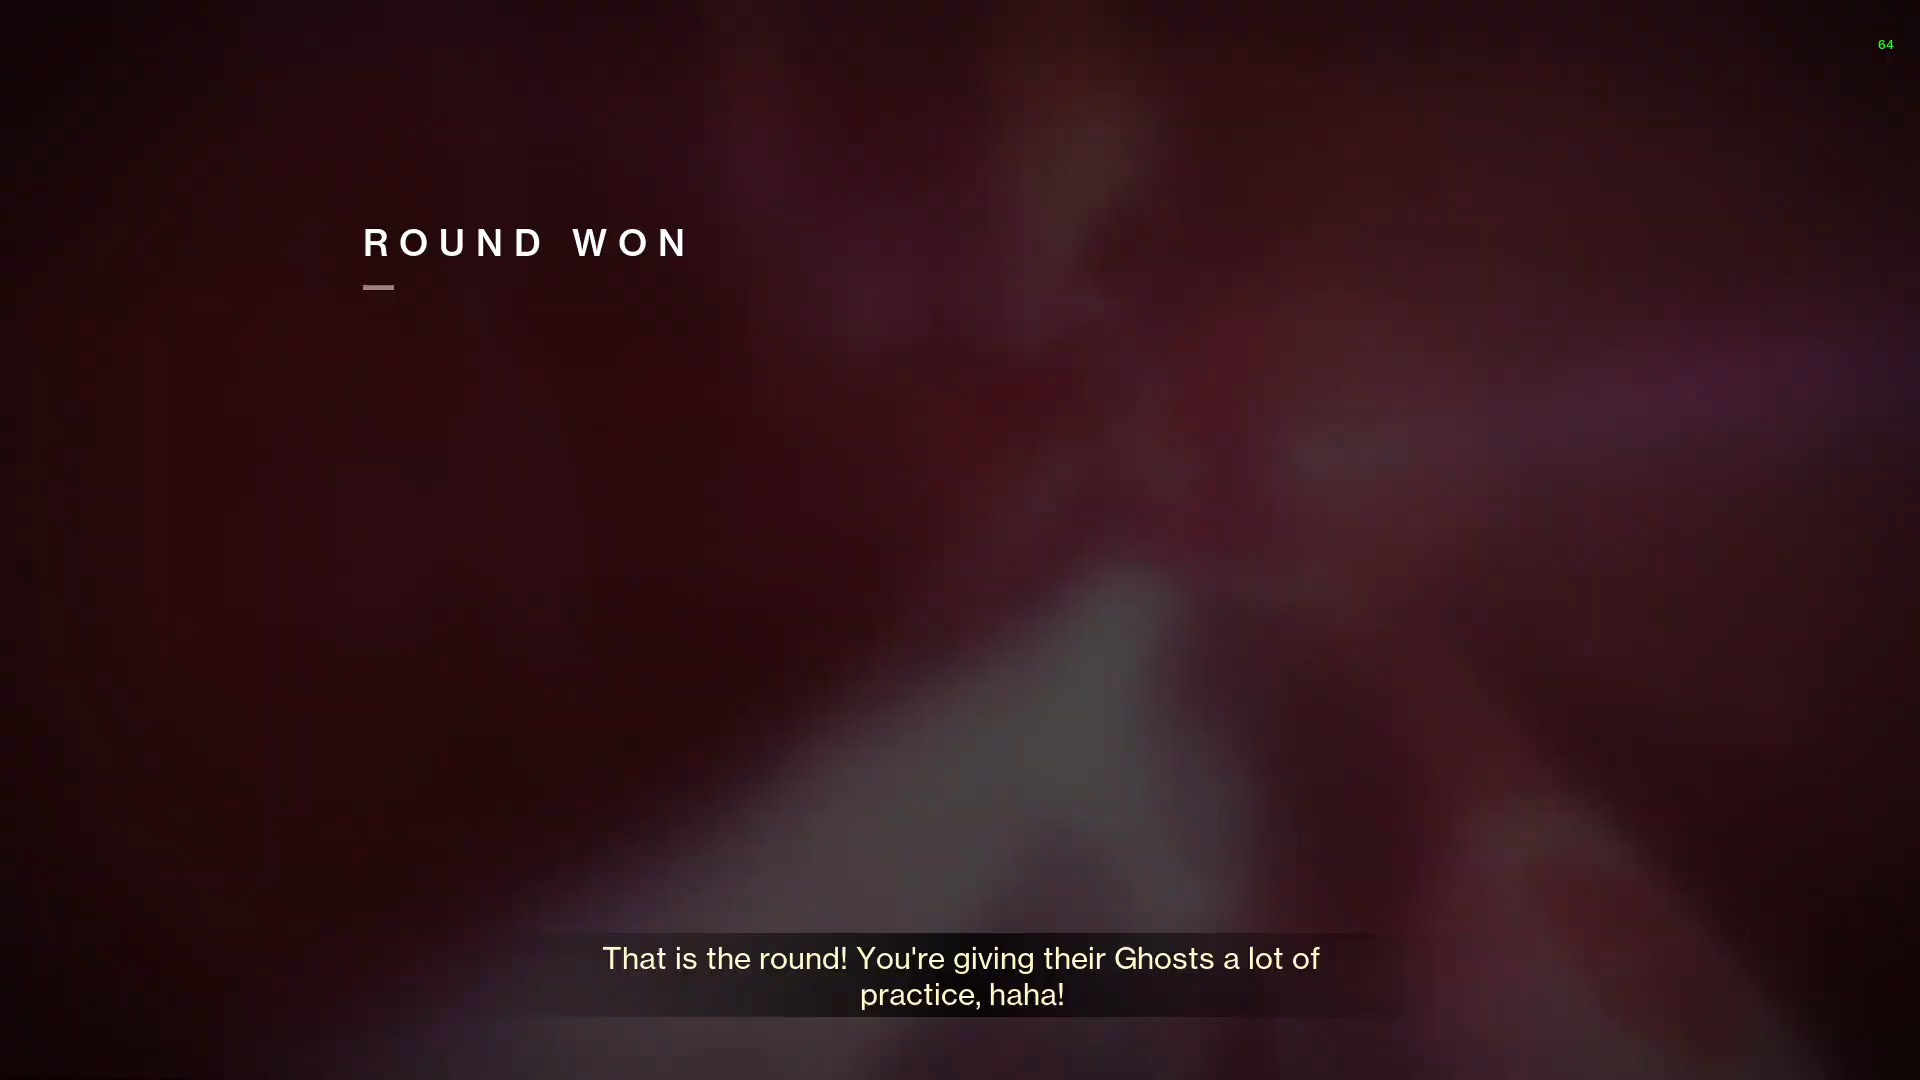 64
ROUND WON
That is the round! You're giving their Ghosts a lot of
practice, haha!